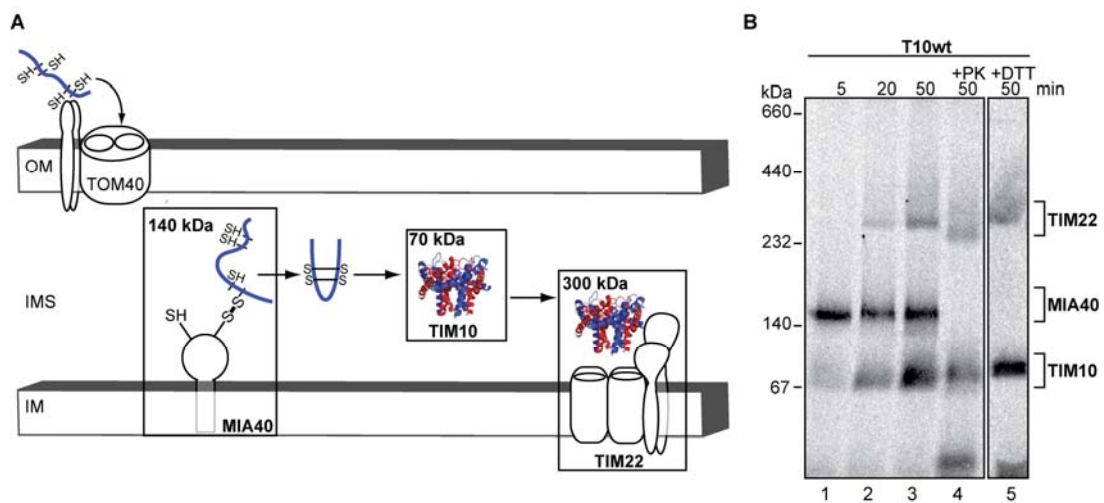 A
SH
SH
SH
SH
OM
TOM40
140 kDa
SH
SH
SH
S
S
SH
S S
S S
70 kDa
TIM10
300 kDa
IMS
IM
MIA40
TIM22
B
T10wt
+PK +DTT
kDa 5 20 50 50 50 min
660
440
232
140
67
TIM22
MIA40
TIM10
1 2 3 4 5